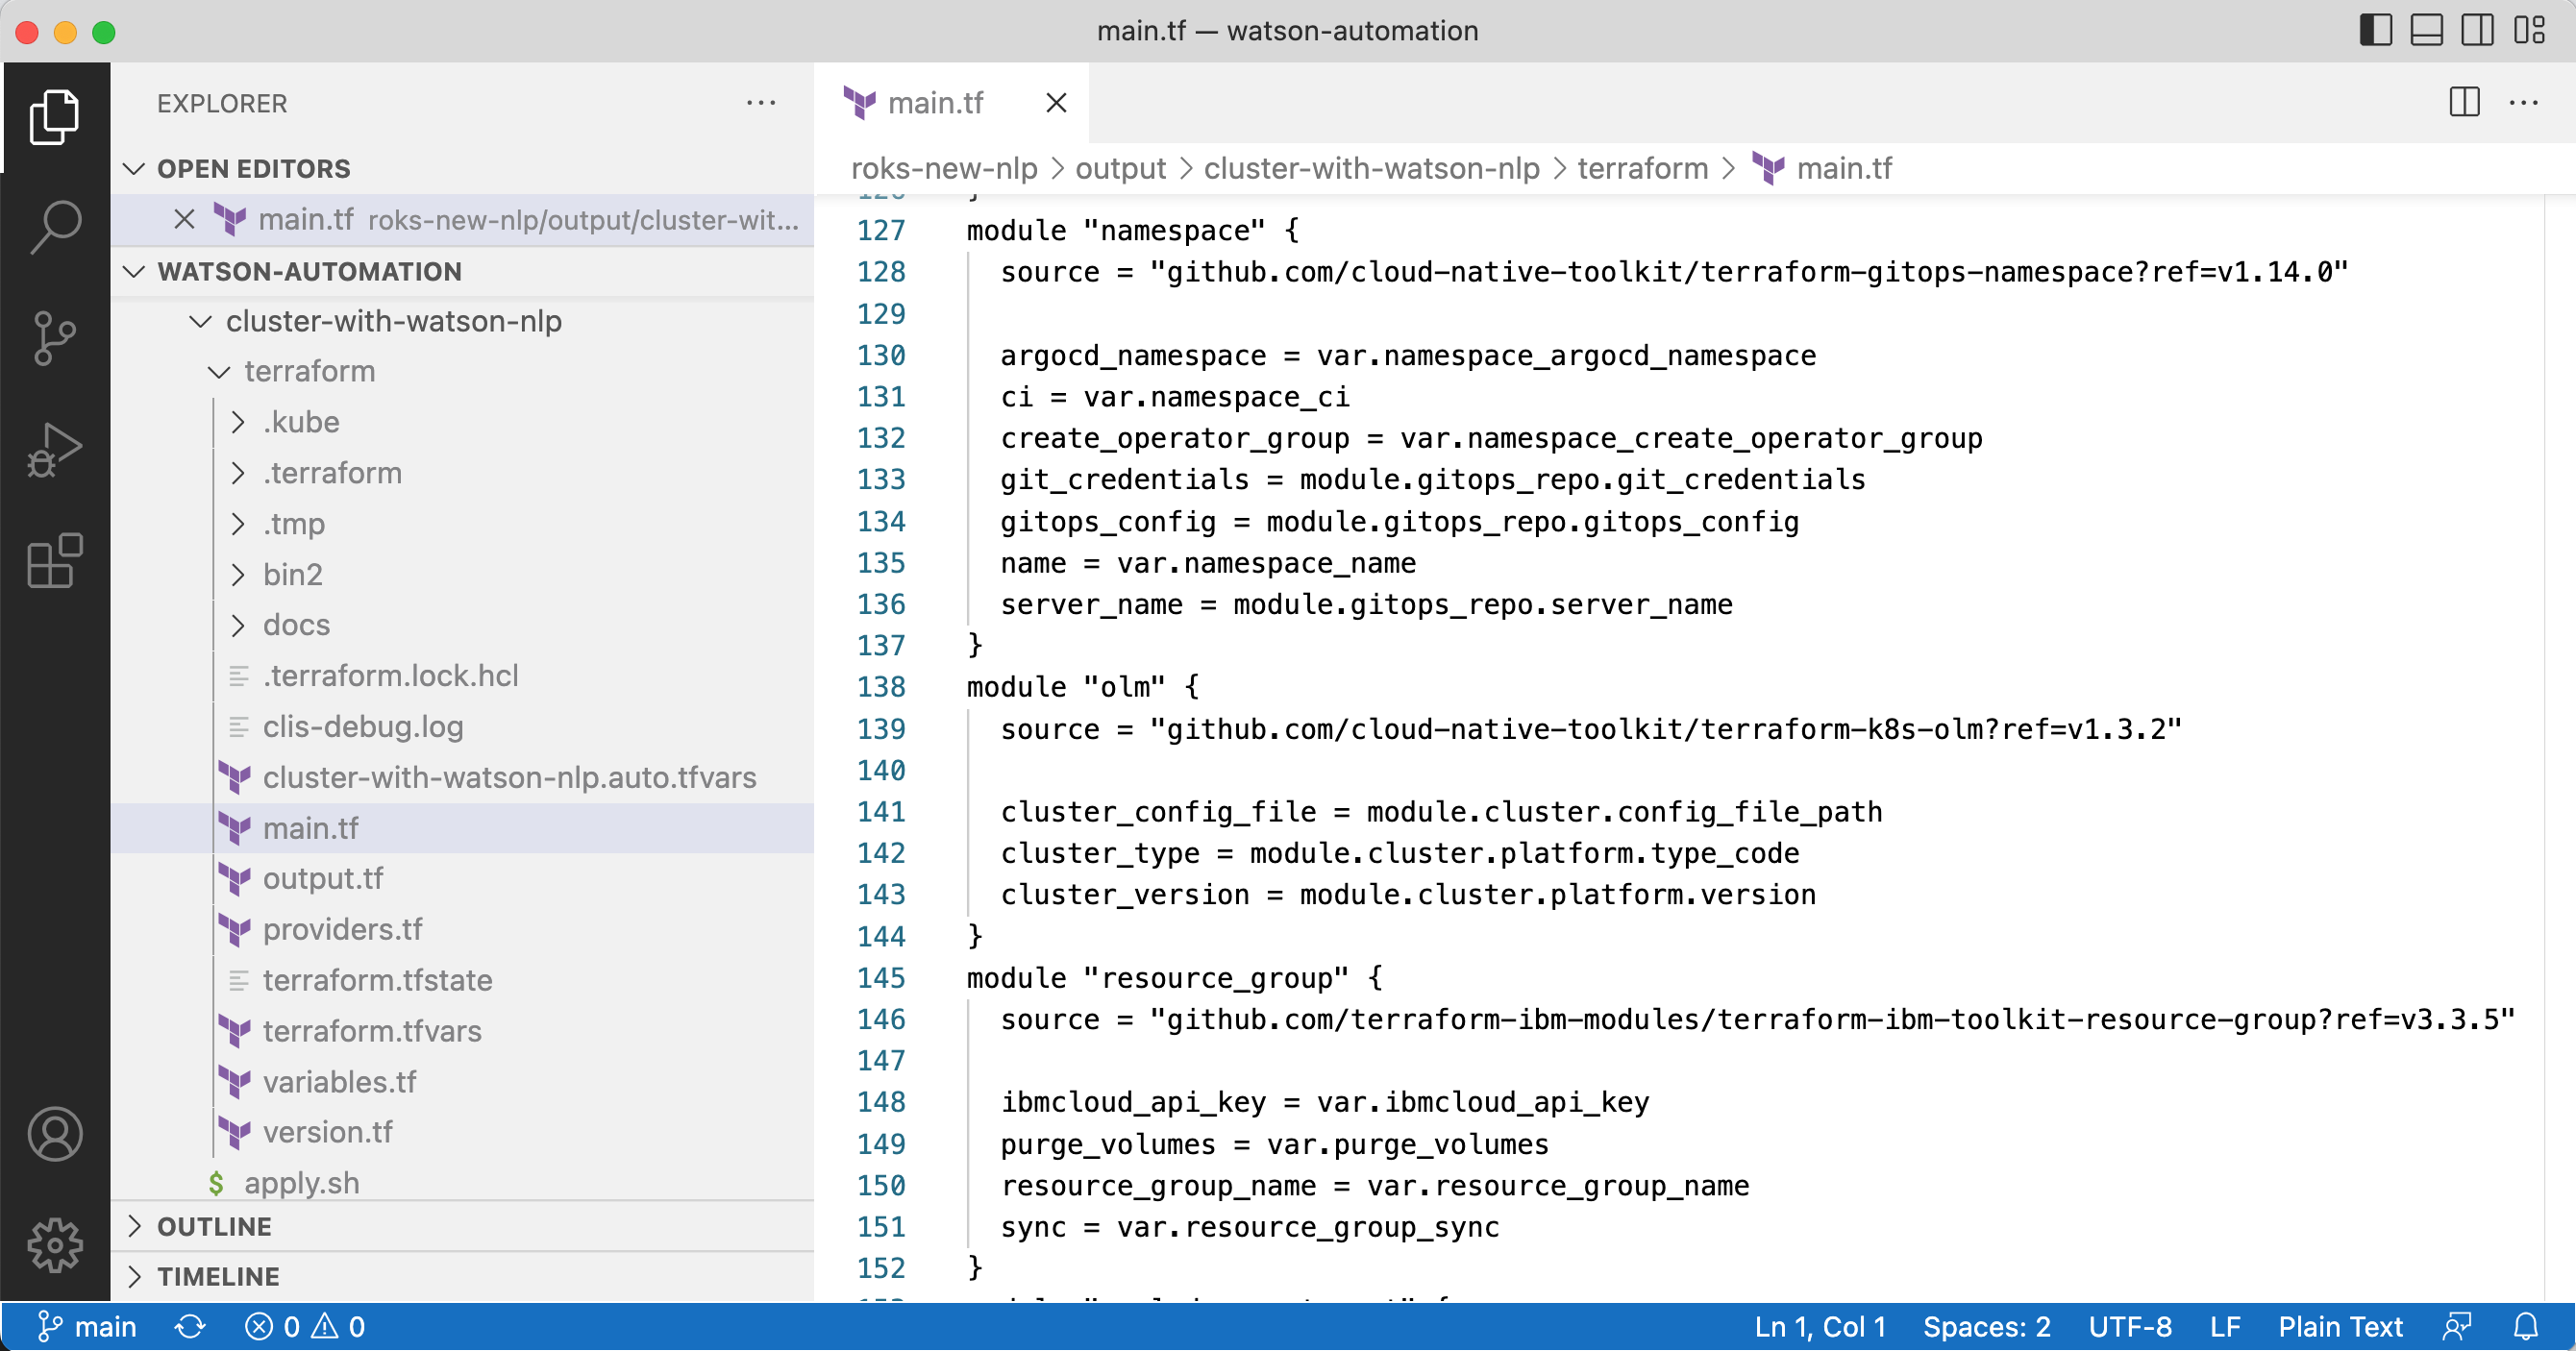 main.tf — watson-automation
EXPLORER
OPEN EDITORS
main.tf roks-new-nlp/output/cluster-wit...
WATSON-AUTOMATION
cluster-with-watson-nlp
terraform
.kube
.terraform
.tmp
bin2
docs
.terraform.lock.hcl
clis-debug.log
cluster-with-watson-nlp.auto.tfvars
main.tf
output.tf
providers.tf
terraform.tfstate
terraform.tfvars
variables.tf
version.tf
$ apply.sh
OUTLINE
TIMELINE
main.tf
roks-new-nlp > output > cluster-with-watson-nlp > terraform > main.tf
127 module "namespace" {
128 source = "github.com/cloud-native-toolkit/terraform-gitops-namespace?ref=v1.14.0"
129
130 argocd_namespace = var.namespace_argocd_namespace
131 ci = var.namespace_ci
132 create_operator_group = var.namespace_create_operator_group
133 git_credentials = module.gitops_repo.git_credentials
134 gitops_config = module.gitops_repo.gitops_config
135 name = var.namespace_name
136 server_name = module.gitops_repo.server_name
137 }
138 module "olm" {
139 source = "github.com/cloud-native-toolkit/terraform-k8s-olm?ref=v1.3.2"
140
141 cluster_config_file = module.cluster.config_file_path
142 cluster_type = module.cluster.platform.type_code
143 cluster_version = module.cluster.platform.version
144 }
145 module "resource_group" {
146 source = "github.com/terraform-ibm-modules/terraform-ibm-toolkit-resource-group?ref=v3.3.5"
147
148 ibmcloud_api_key = var.ibmcloud_api_key
149 purge_volumes = var.purge_volumes
150 resource_group_name = var.resource_group_name
151 sync = var.resource_group_sync
152 }
main 0 0 Ln 1, Col 1 Spaces: 2 UTF-8 LF Plain Text